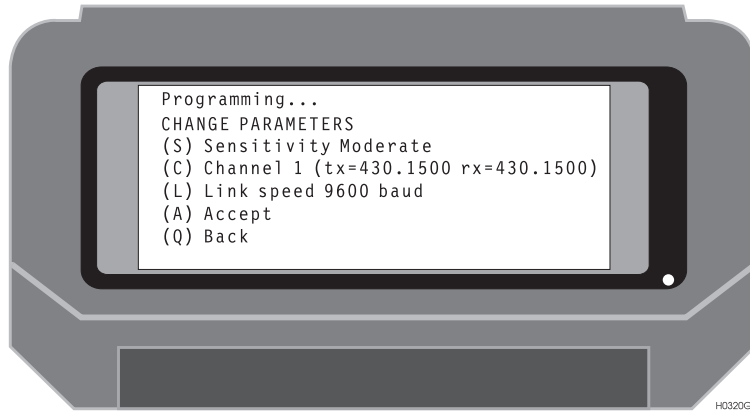 Programming...
CHANGE PARAMETERS
(S) Sensitivity Moderate
(C) Channel 1 (tx=430.1500 rx=430.1500)
(L) Link speed 9600 baud
(A) Accept
(Q) Back
H0320G